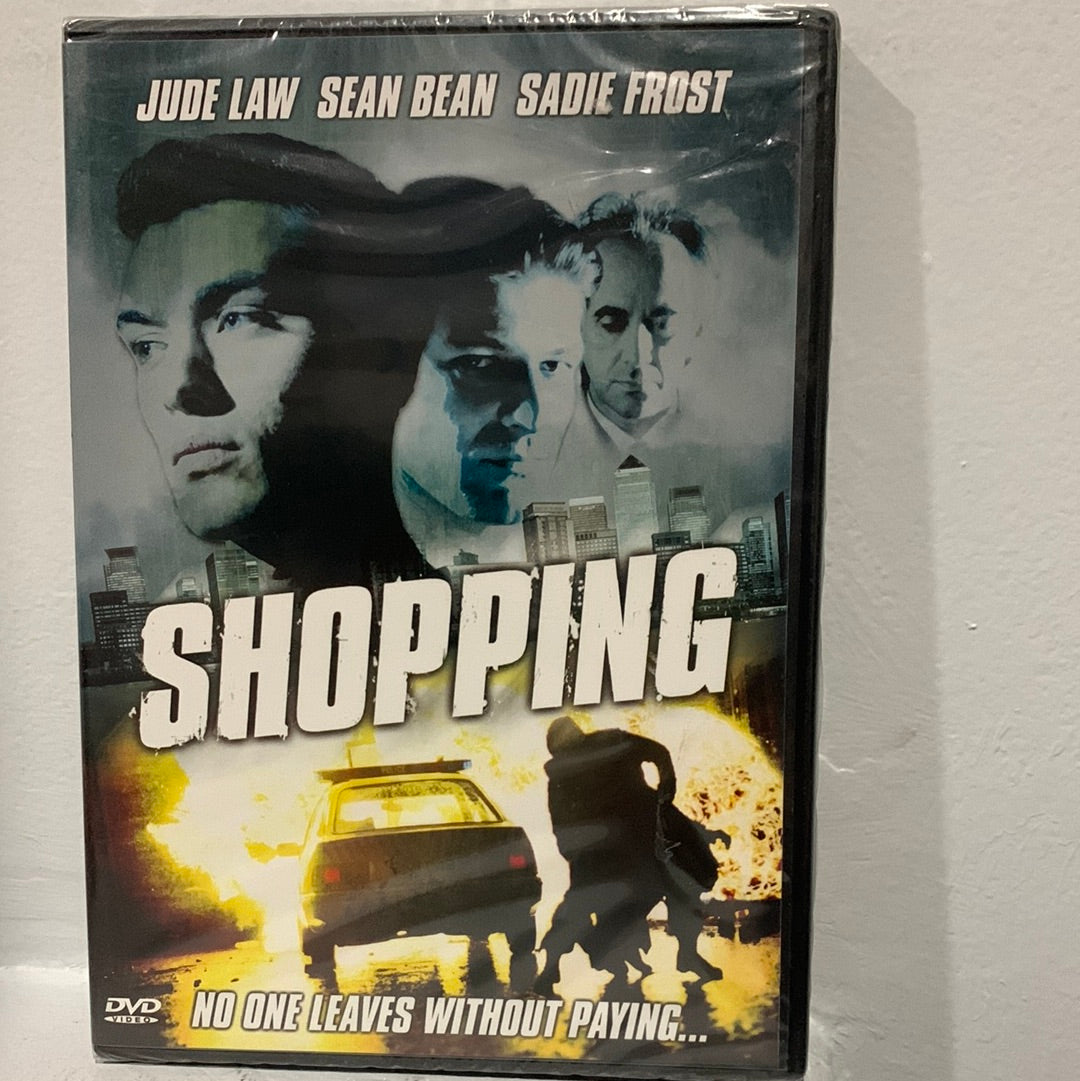 JUDE LAW SEAN BEAN SADIE FROST
SHOPPING
DVD
VIDEO
NO ONE LEAVES WITHOUT PAYING...